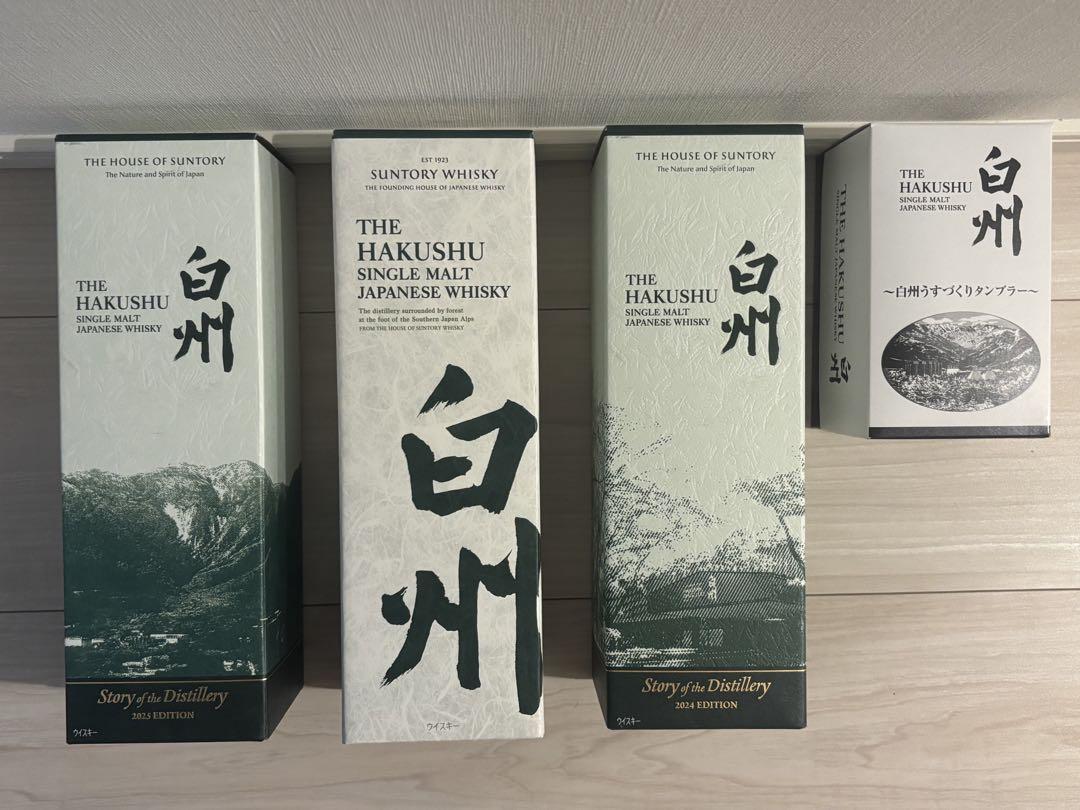 THE HOUSE OF SUNTORY
The Nature and Spirit of Japan
THE
HAKUSHU
SINGLE MALT
JAPANESE WHISKY
白州
Story of the Distillery
2025 EDITION
ウイスキー
EST 1923
SUNTORY WHISKY
THE FOUNDING HOUSE OF JAPANESE WHISKY
THE
HAKUSHU
SINGLE MALT
JAPANESE WHISKY
The distillery surrounded by forest
at the foot of the Southern Japan Alps
FROM THE HOUSE OF SUNTORY WHISKY
白州
ウイスキー
THE HOUSE OF SUNTORY
The Nature and Spirit of Japan
THE
HAKUSHU
SINGLE MALT
JAPANESE WHISKY
白州
Story of the Distillery
2024 EDITION
ウイスキー
THE HAKUSHU
SINGLE MALT JAPANESE WHISKY
白州
THE
HAKUSHU
SINGLE MALT
JAPANESE WHISKY
白州
～白州うすづくりタンブラー～